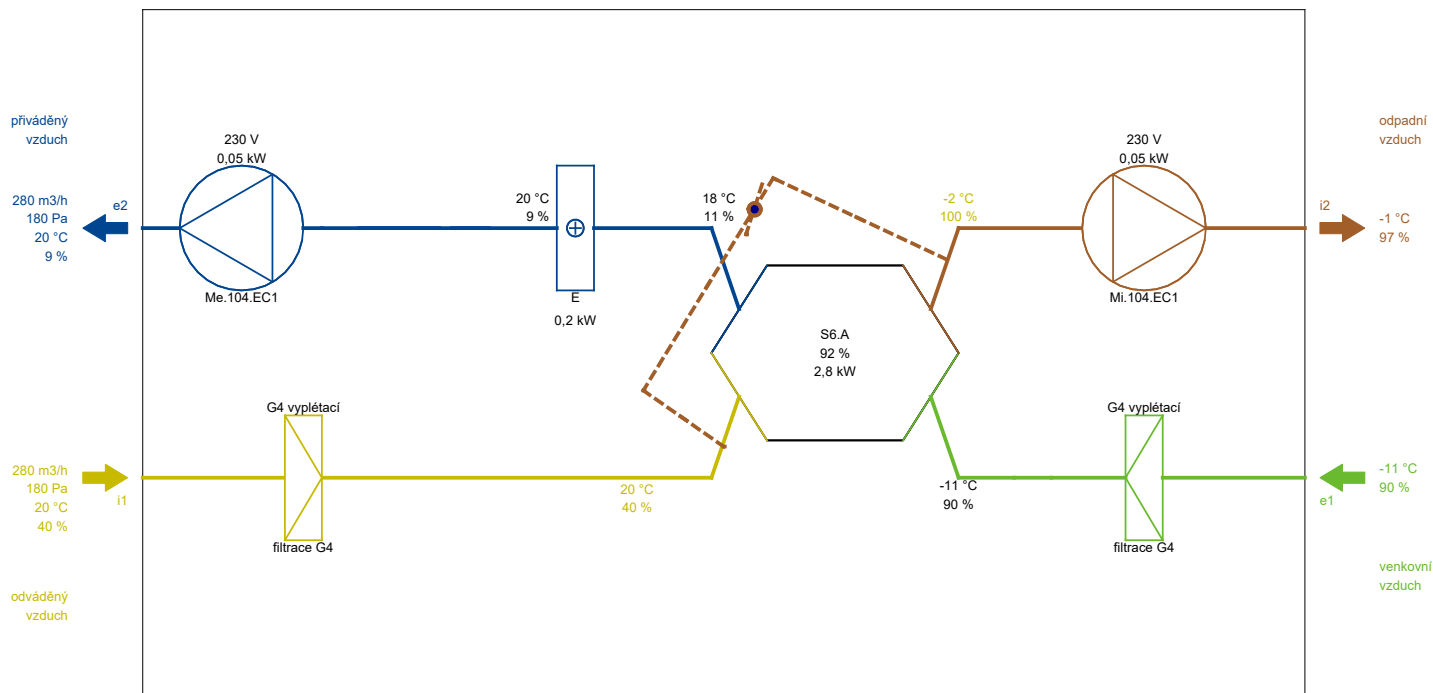 přiváděný
vzduch
280 m3/h
180 Pa
20 °C
9 %
e2
230 V
0,05 kW
Me.104.EC1
20 °C
9 %
E
0,2 kW
18 °C
11 %
-2 °C
100 %
230 V
0,05 kW
Mi.104.EC1
odpadní
vzduch
i2
-1 °C
97 %
S6.A
92 %
2,8 kW
G4 vyplétací
filtrace G4
280 m3/h
180 Pa
20 °C
40 %
i1
20 °C
40 %
-11 °C
90 %
G4 vyplétací
filtrace G4
-11 °C
90 %
e1
odváděný
vzduch
venkovní
vzduch